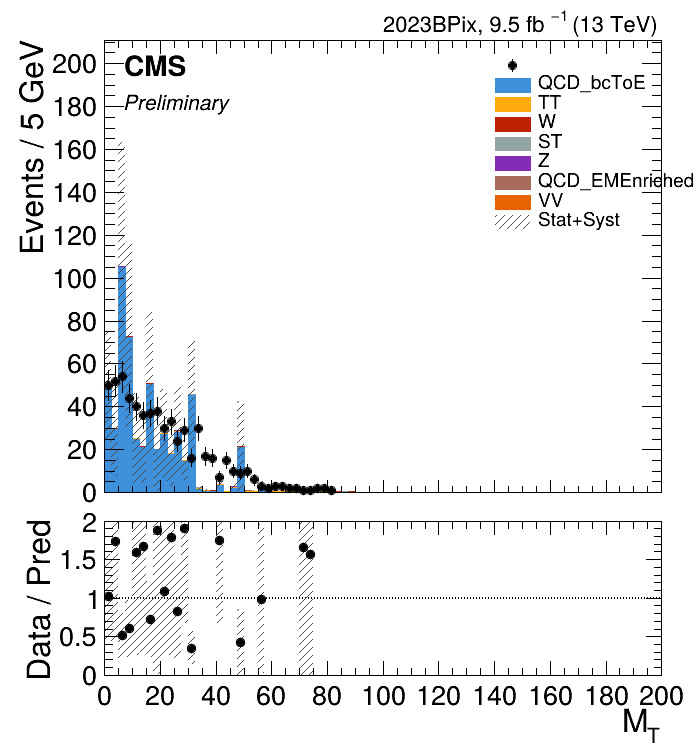 2023BPix, 9.5 fb⁻¹ (13 TeV)
Events / 5 GeV
CMS
Preliminary
QCD_bcToE
TT
W
ST
Z
QCD_EMEnriched
VV
Stat+Syst
200
180
160
140
120
100
80
60
40
20
0
Data / Pred
2
1.5
1
0.5
0
0 20 40 60 80 100 120 140 160 180 200
M_T